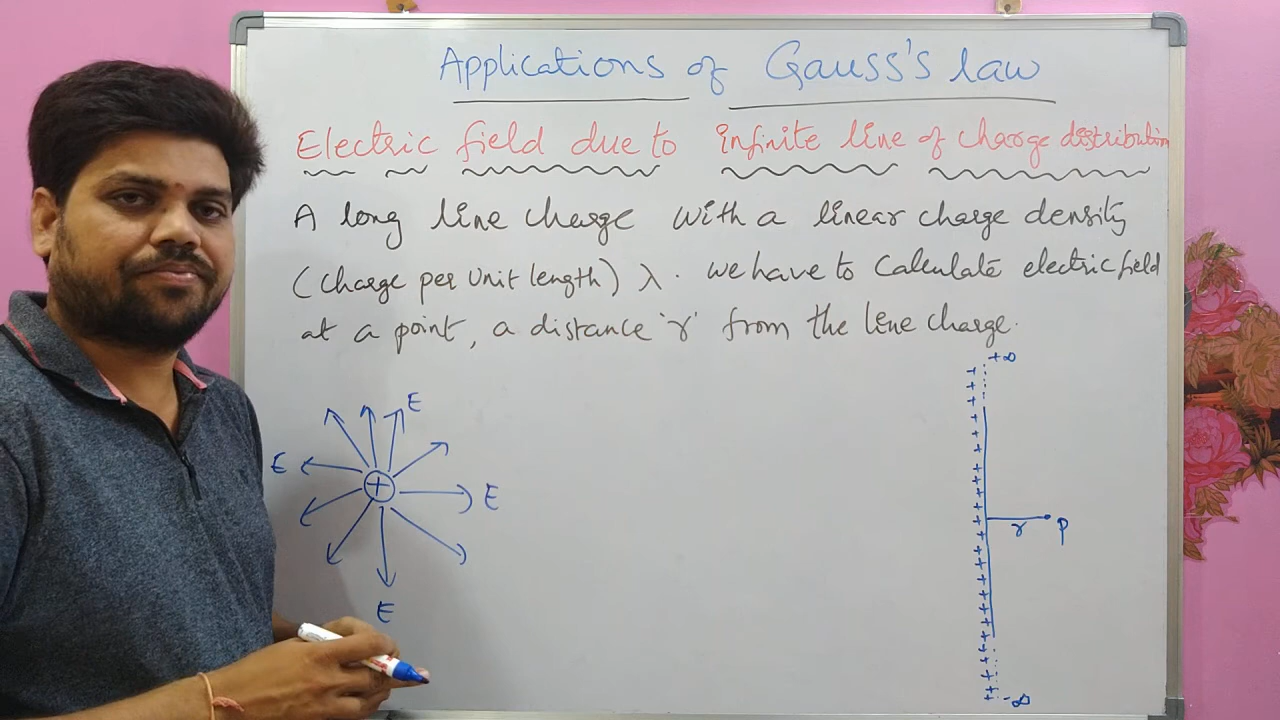 Applications of Gauss's law
Electric field due to infinite line of charge distribution
A long line charge with a linear charge density
(charge per unit length) λ. we have to calculate electric field
at a point, a distance 'r' from the line charge.
+∞
E
E
+
E
r P
E
-∞